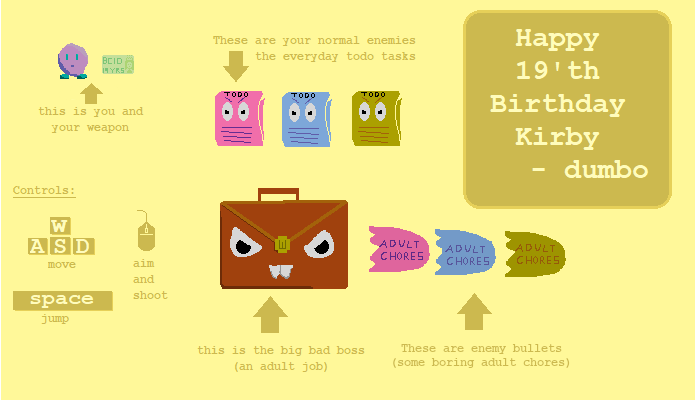 These are your normal enemies
the everyday todo tasks
TODO
TODO
TODO
this is you and
your weapon
Happy
19'th
Birthday
Kirby
- dumbo
Controls:
W
A S D
move
space
jump
aim
and
shoot
ADULT
CHORES
ADULT
CHORES
ADULT
CHORES
this is the big bad boss
(an adult job)
These are enemy bullets
(some boring adult chores)